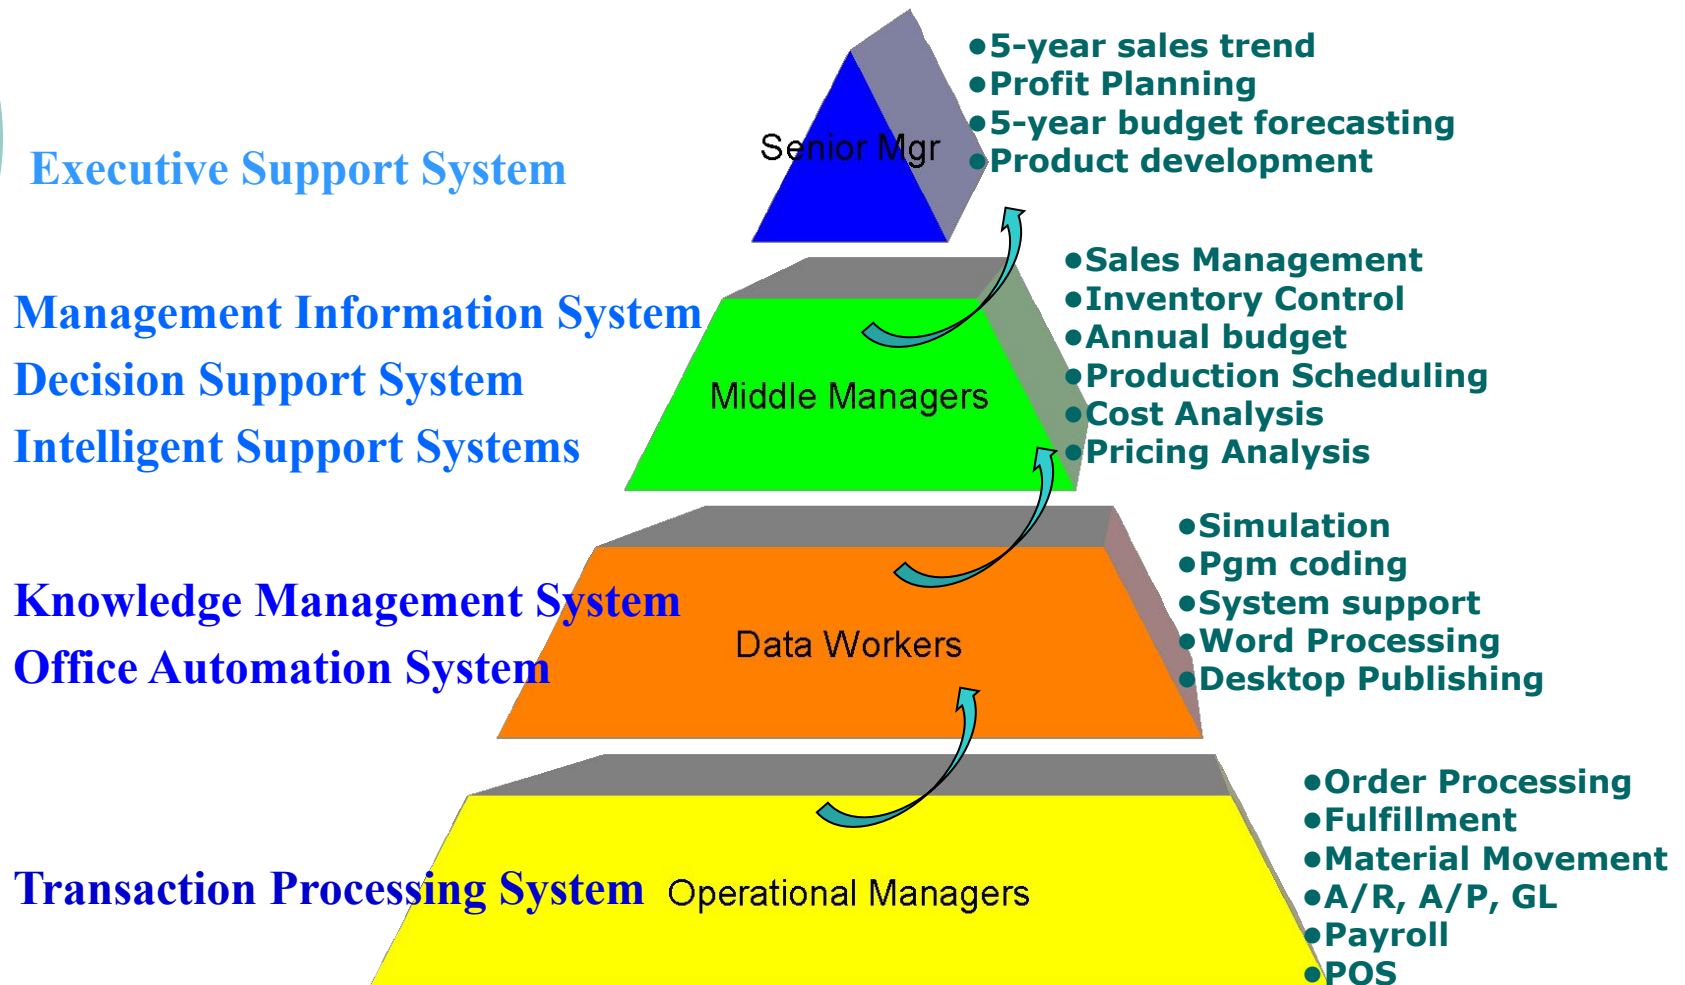 Executive Support System
Senior Mgr
•5-year sales trend
•Profit Planning
•5-year budget forecasting
•Product development
Management Information System
Decision Support System
Intelligent Support Systems
Middle Managers
•Sales Management
•Inventory Control
•Annual budget
•Production Scheduling
•Cost Analysis
•Pricing Analysis
Knowledge Management System
Office Automation System
Data Workers
•Simulation
•Pgm coding
•System support
•Word Processing
•Desktop Publishing
Transaction Processing System
Operational Managers
•Order Processing
•Fulfillment
•Material Movement
•A/R, A/P, GL
•Payroll
•POS